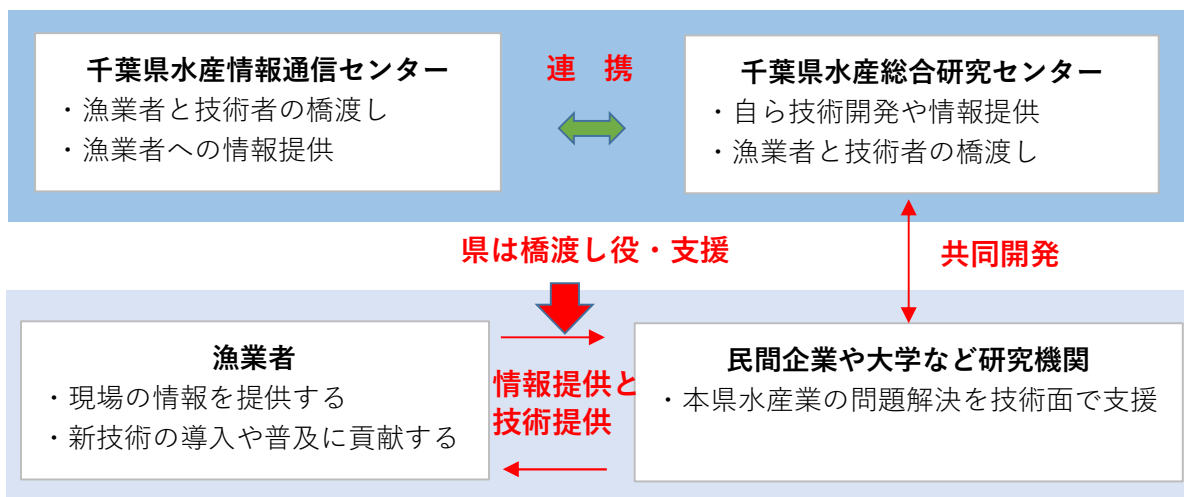 千葉県水産情報通信センター
・漁業者と技術者の橋渡し
・漁業者への情報提供
連　携
千葉県水産総合研究センター
・自ら技術開発や情報提供
・漁業者と技術者の橋渡し
県は橋渡し役・支援
共同開発
漁業者
・現場の情報を提供する
・新技術の導入や普及に貢献する
情報提供と
技術提供
民間企業や大学など研究機関
・本県水産業の問題解決を技術面で支援